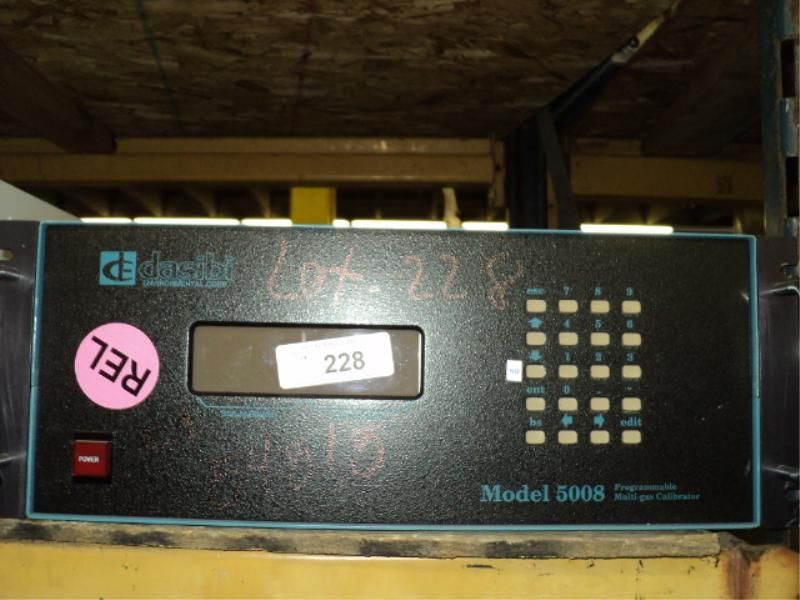 dasibi
ENVIRONMENTAL CORP.
Lot 228
228
REL
esc 7 8 9
4 5 6
1 2 3
ent 0 . -
bs edit
POWER
Model 5008
Programmable
Multi-gas Calibrator